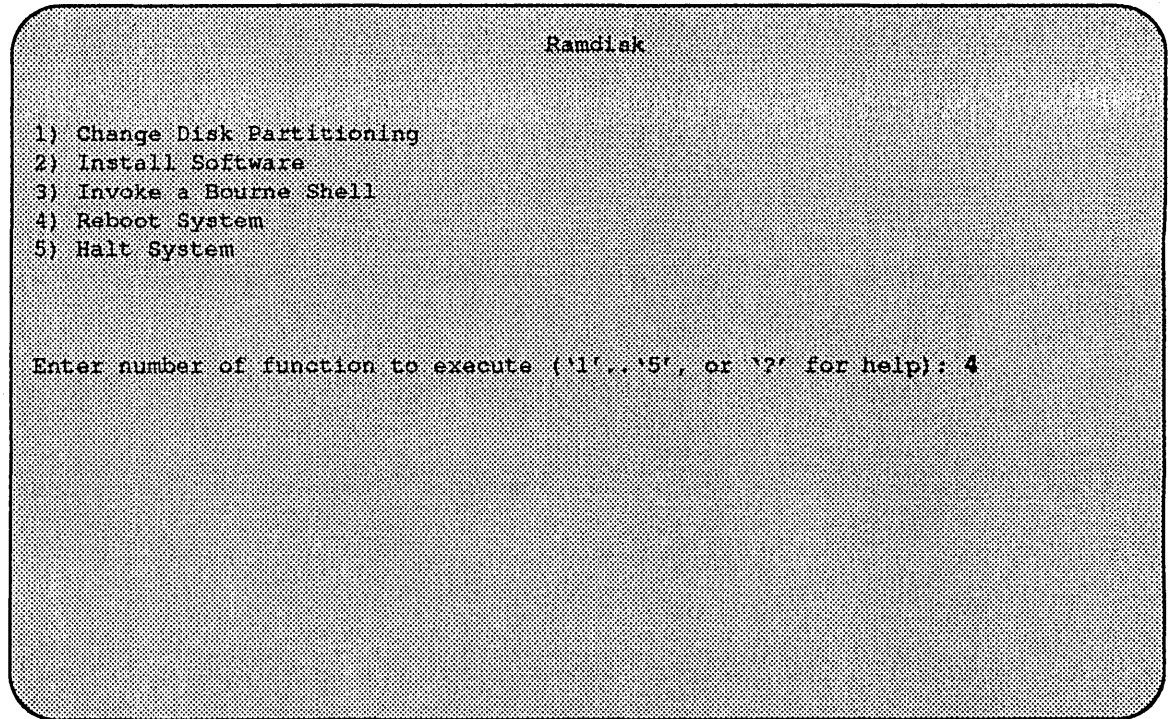 Ramdisk
1) Change Disk Partitioning
2) Install Software
3) Invoke a Bourne Shell
4) Reboot System
5) Halt System
Enter number of function to execute ('1'..'5', or '?' for help): 4